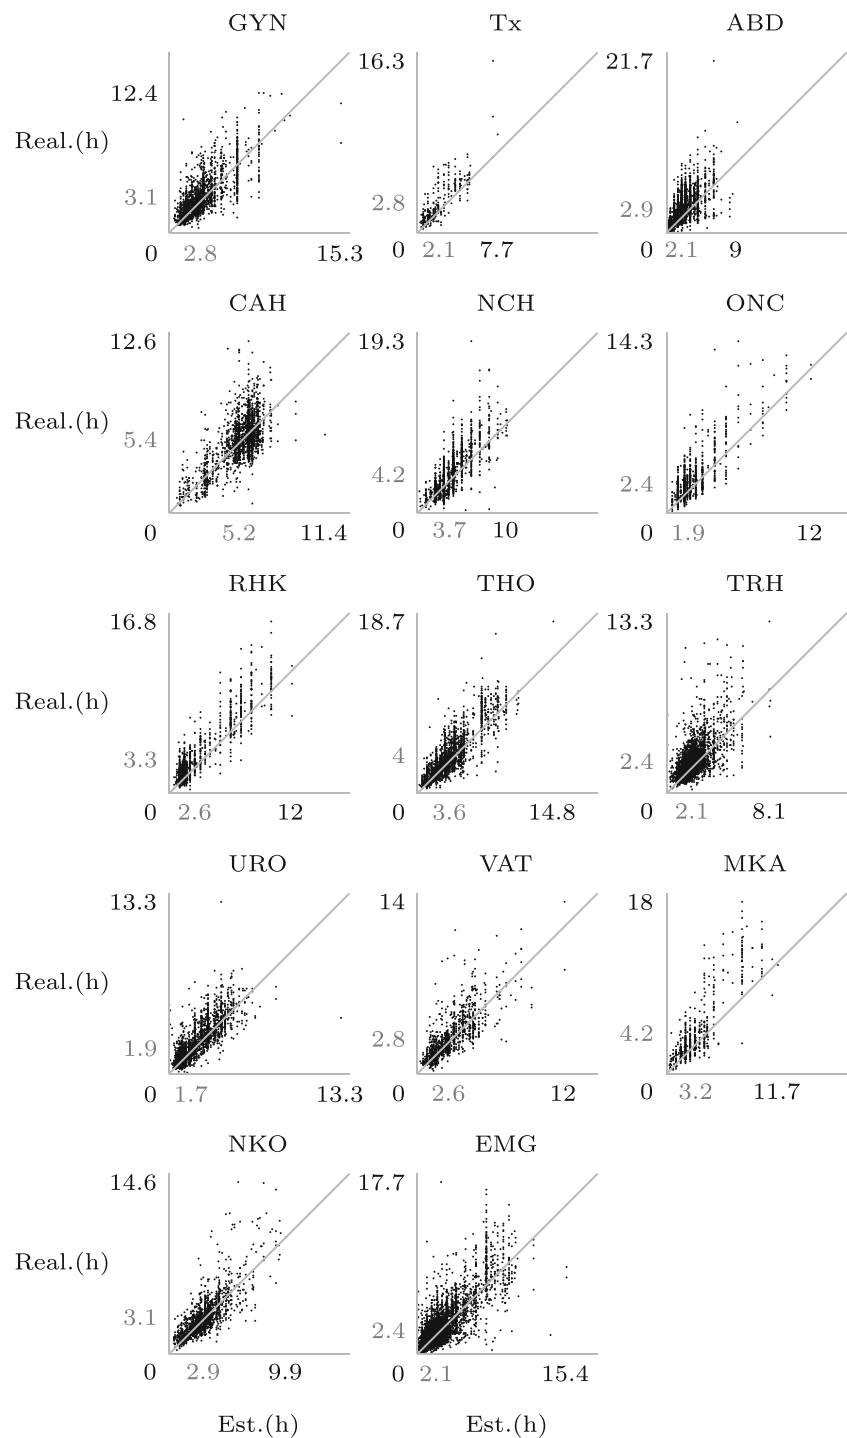 GYN Tx ABD
12.4 16.3 21.7
Real.(h)
3.1 2.8 2.9
0 2.8 15.3 0 2.1 7.7 0 2.1 9
CAH NCH ONC
12.6 19.3 14.3
Real.(h)
5.4 4.2 2.4
0 5.2 11.4 0 3.7 10 0 1.9 12
RHK THO TRH
16.8 18.7 13.3
Real.(h)
3.3 4 2.4
0 2.6 12 0 3.6 14.8 0 2.1 8.1
URO VAT MKA
13.3 14 18
Real.(h)
1.9 2.8 4.2
0 1.7 13.3 0 2.6 12 0 3.2 11.7
NKO EMG
14.6 17.7
Real.(h)
3.1 2.4
0 2.9 9.9 0 2.1 15.4
Est.(h) Est.(h)